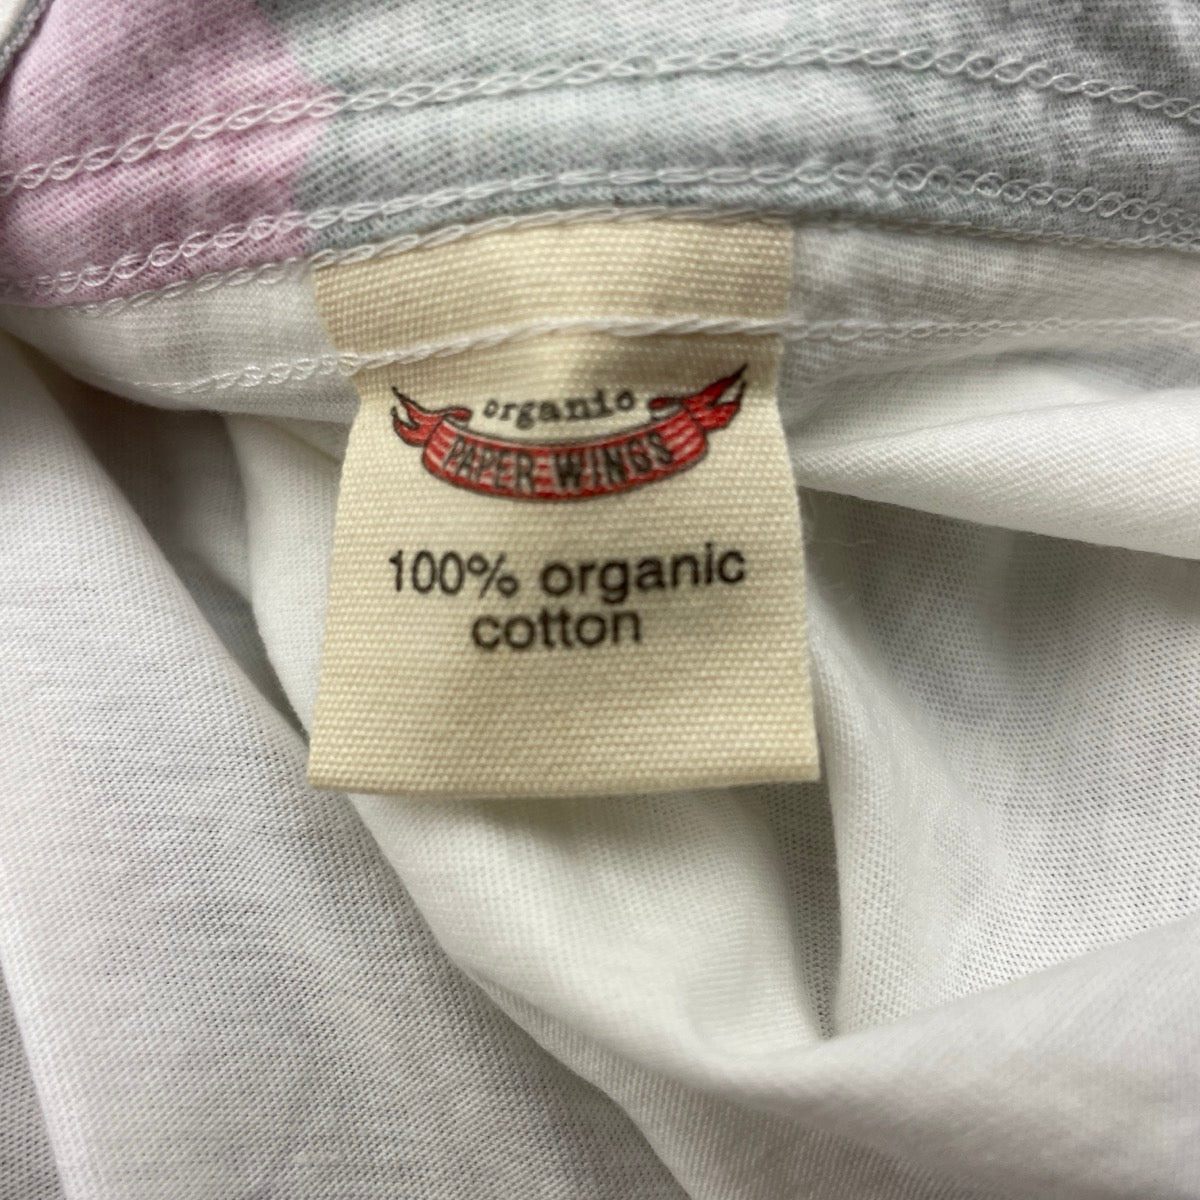 organic
PAPER WINGS
100% organic
cotton